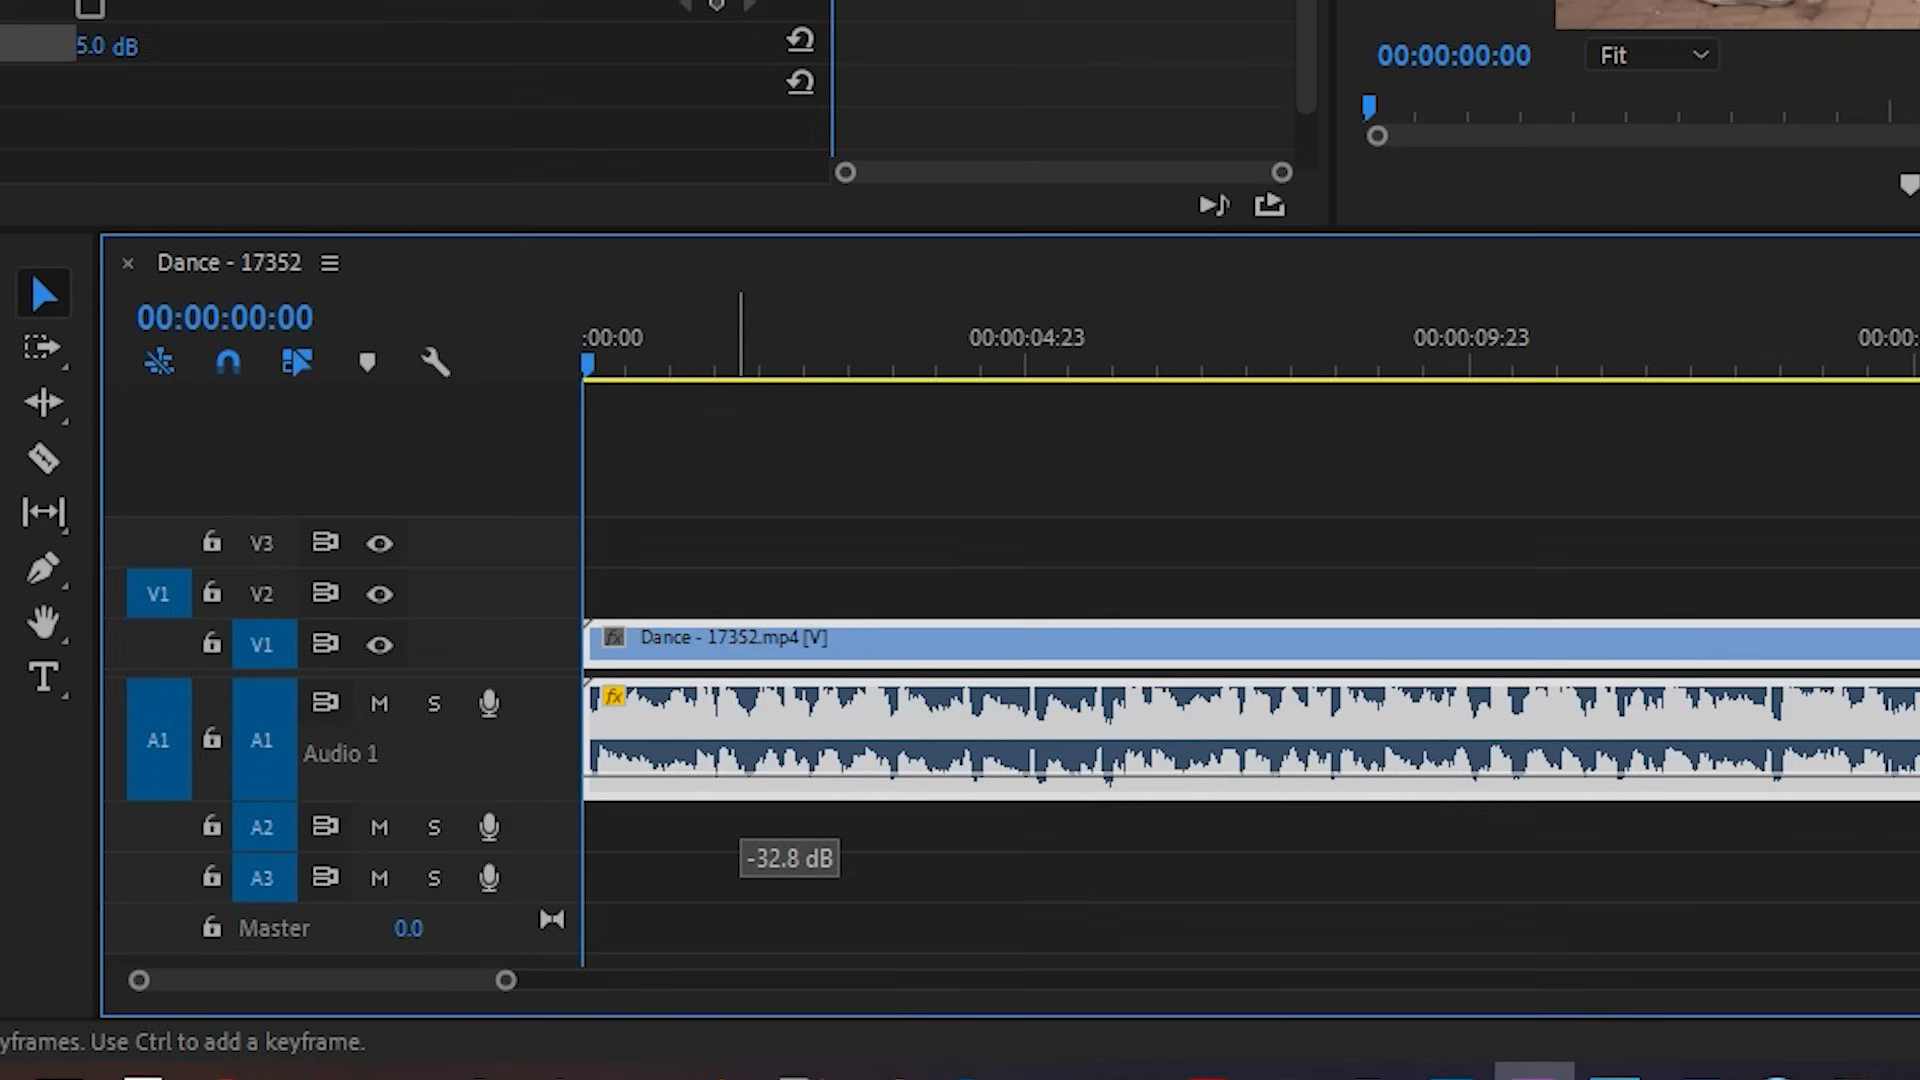 5.0 dB
00:00:00:00
Fit
Dance - 17352
00:00:00:00
:00:00
00:00:04:23
00:00:09:23
00:00:
V3
V1
V2
V1
fx Dance - 17352.mp4 [V]
fx
M
S
A1
A1
Audio 1
A2
M
S
-32.8 dB
A3
M
S
Master
0.0
yframes. Use Ctrl to add a keyframe.